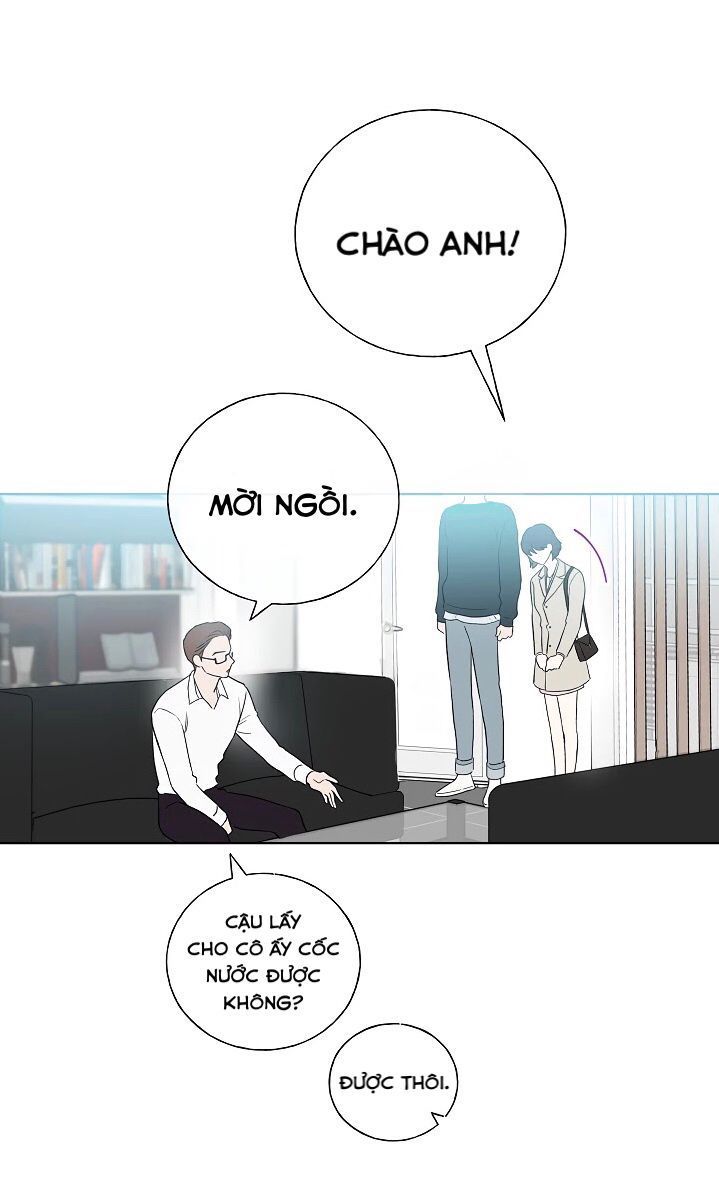 CHÀO ANH!
MỜI NGỒI.
CẬU LẤY
CHO CÔ ẤY CỐC
NƯỚC ĐƯỢC
KHÔNG?
ĐƯỢC THÔI.